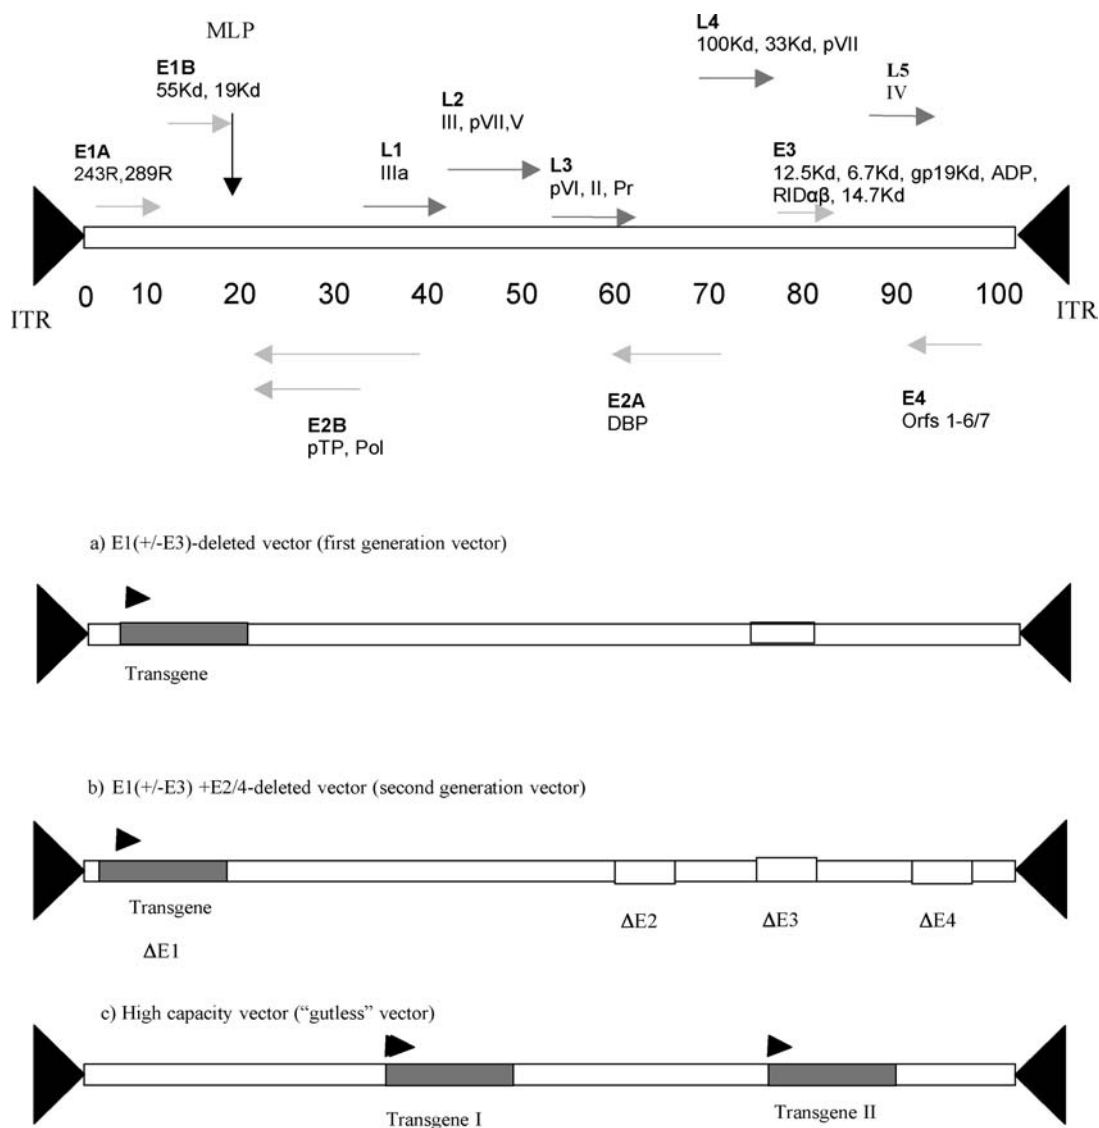 MLP
E1B
55Kd, 19Kd
E1A
243R,289R
L1
IIIa
L2
III, pVII,V
L3
pVI, II, Pr
L4
100Kd, 33Kd, pVII
L5
IV
E3
12.5Kd, 6.7Kd, gp19Kd, ADP,
RIDαβ, 14.7Kd
0 10 20 30 40 50 60 70 80 90 100
ITR
ITR
E2B
pTP, Pol
E2A
DBP
E4
Orfs 1-6/7
a) E1(+/-E3)-deleted vector (first generation vector)
Transgene
b) E1(+/-E3) +E2/4-deleted vector (second generation vector)
Transgene
ΔE1
ΔE2
ΔE3
ΔE4
c) High capacity vector (“gutless” vector)
Transgene I
Transgene II